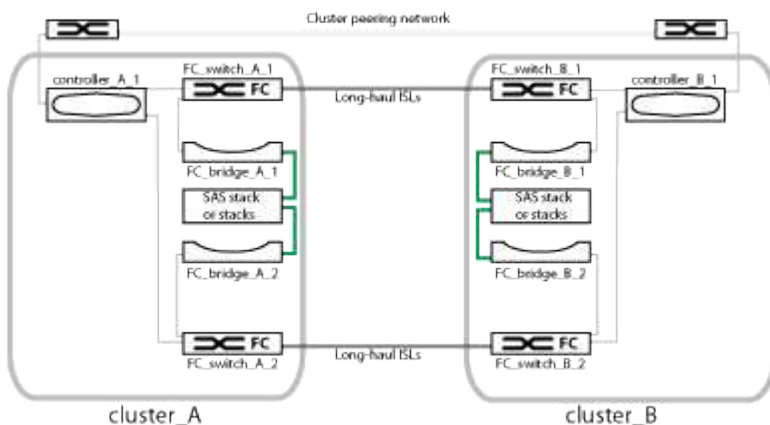 Cluster peering network
controller_A_1
FC_switch_A_1
FC
Long-haul ISLs
FC_switch_B_1
FC
controller_B_1
FC_bridge_A_1
SAS stack
or stacks
FC_bridge_A_2
FC_bridge_B_1
SAS stack
or stacks
FC_bridge_B_2
FC
FC_switch_A_2
Long-haul ISLs
FC
FC_switch_B_2
cluster_A
cluster_B